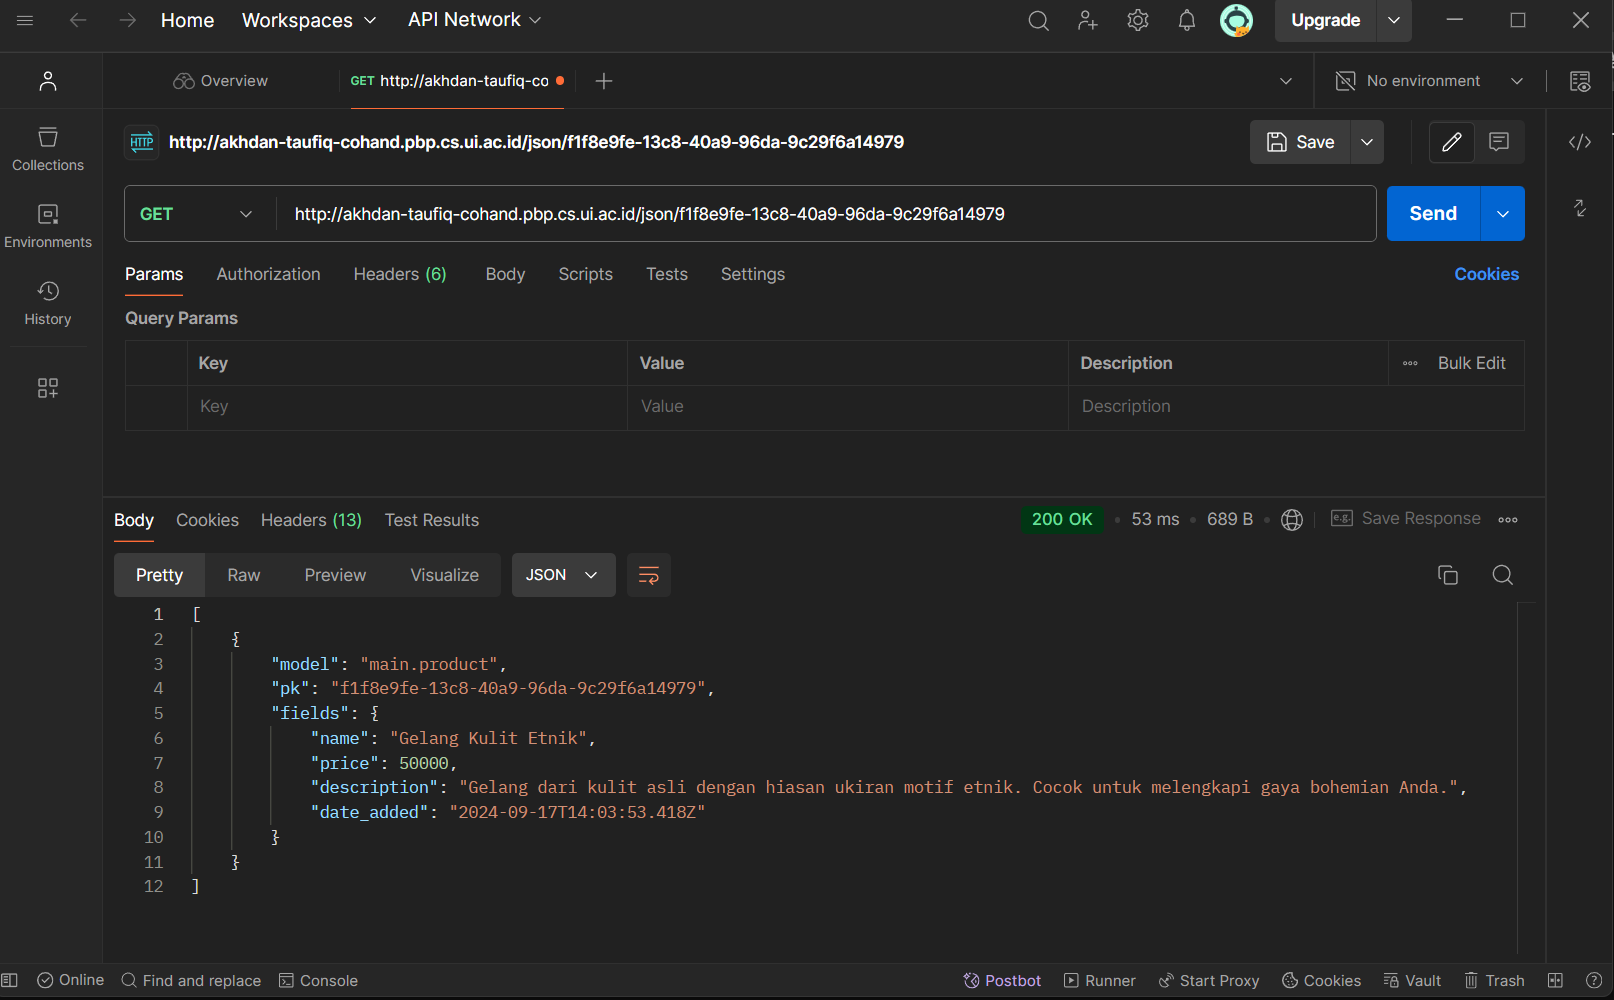 Home Workspaces API Network Upgrade
Overview GET http://akhdan-taufiq-co No environment
HTTP http://akhdan-taufiq-cohand.pbp.cs.ui.ac.id/json/f1f8e9fe-13c8-40a9-96da-9c29f6a14979 Save
Collections
Environments
History
GET http://akhdan-taufiq-cohand.pbp.cs.ui.ac.id/json/f1f8e9fe-13c8-40a9-96da-9c29f6a14979 Send
Params Authorization Headers (6) Body Scripts Tests Settings Cookies
Query Params
Key Value Description Bulk Edit
Key Value Description
Body Cookies Headers (13) Test Results 200 OK 53 ms 689 B e.g. Save Response
Pretty Raw Preview Visualize JSON
1 [
2 {
3 "model": "main.product",
4 "pk": "f1f8e9fe-13c8-40a9-96da-9c29f6a14979",
5 "fields": {
6 "name": "Gelang Kulit Etnik",
7 "price": 50000,
8 "description": "Gelang dari kulit asli dengan hiasan ukiran motif etnik. Cocok untuk melengkapi gaya bohemian Anda.",
9 "date_added": "2024-09-17T14:03:53.418Z"
10 }
11 }
12 ]
Online Find and replace Console Postbot Runner Start Proxy Cookies Vault Trash